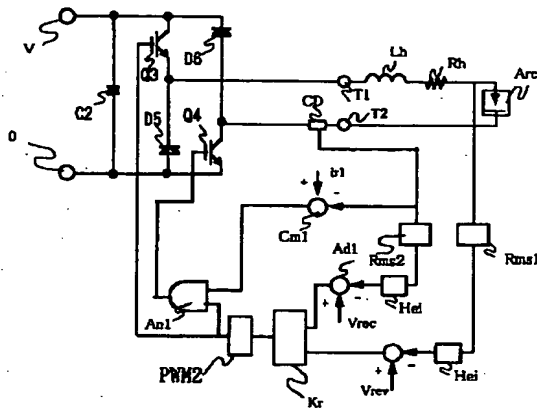 V
D6
Q3
Lh
Rh
Arc
T1
C2
D5
Q4
CD
T2
0
ir1
+
-
Cm1
Rms2
Rms1
Ad1
+
-
Hei
An1
Vrec
+
-
Hei
PWM2
Vrev
Kr